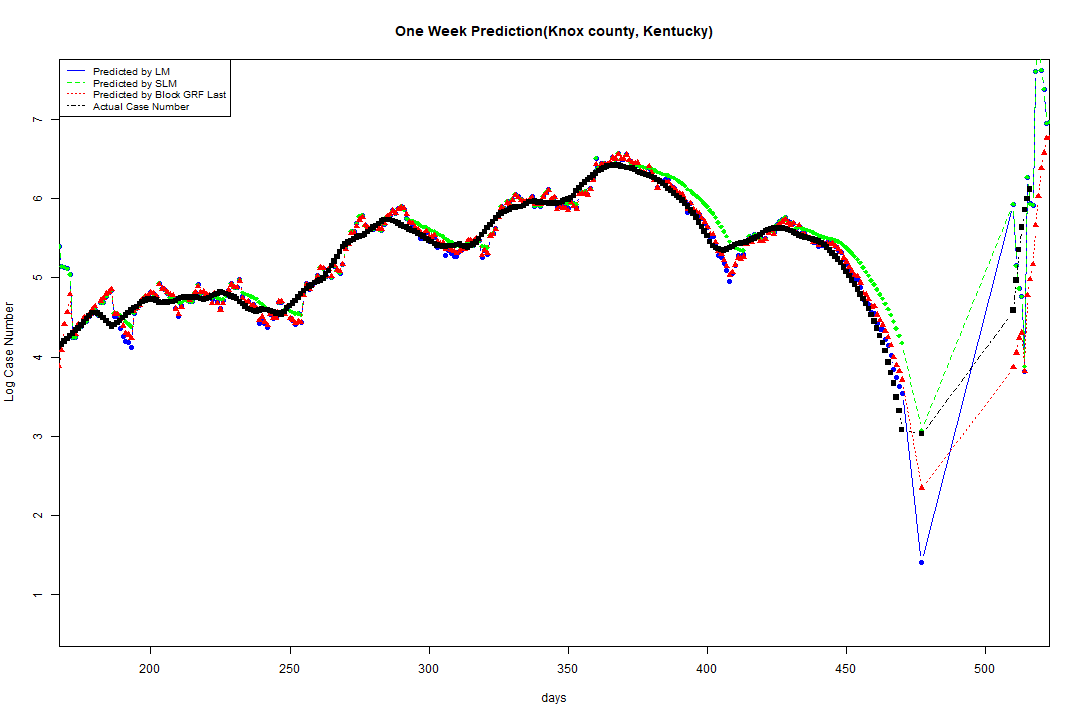 One Week Prediction(Knox county, Kentucky)
Predicted by LM
Predicted by SLM
Predicted by Block GRF Last
Actual Case Number
Log Case Number
7
6
5
4
3
2
1
200 250 300 350 400 450 500
days